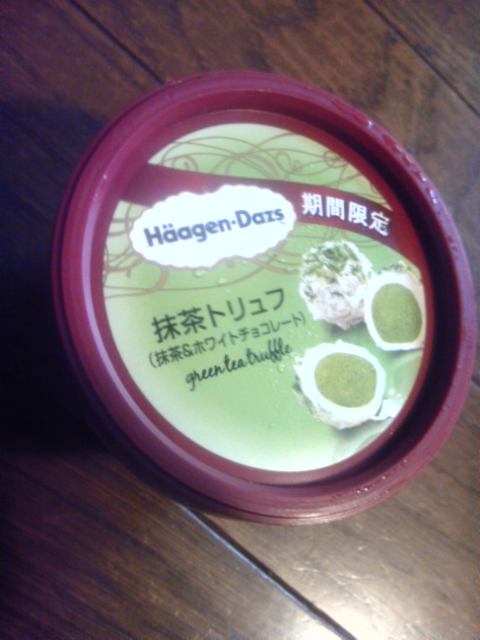 Häagen-Dazs
期間限定
抹茶トリュフ
(抹茶&ホワイトチョコレート)
green tea truffle